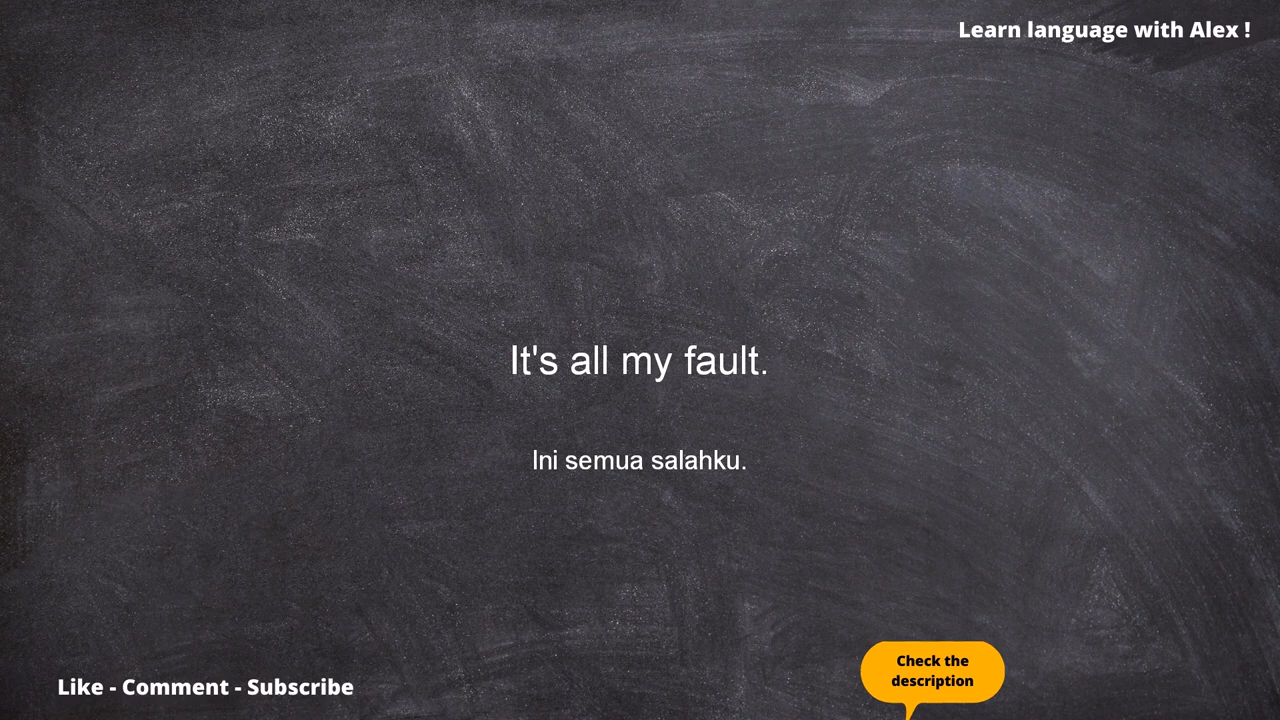 Learn language with Alex !
It's all my fault.
Ini semua salahku.
Check the
description
Like - Comment - Subscribe